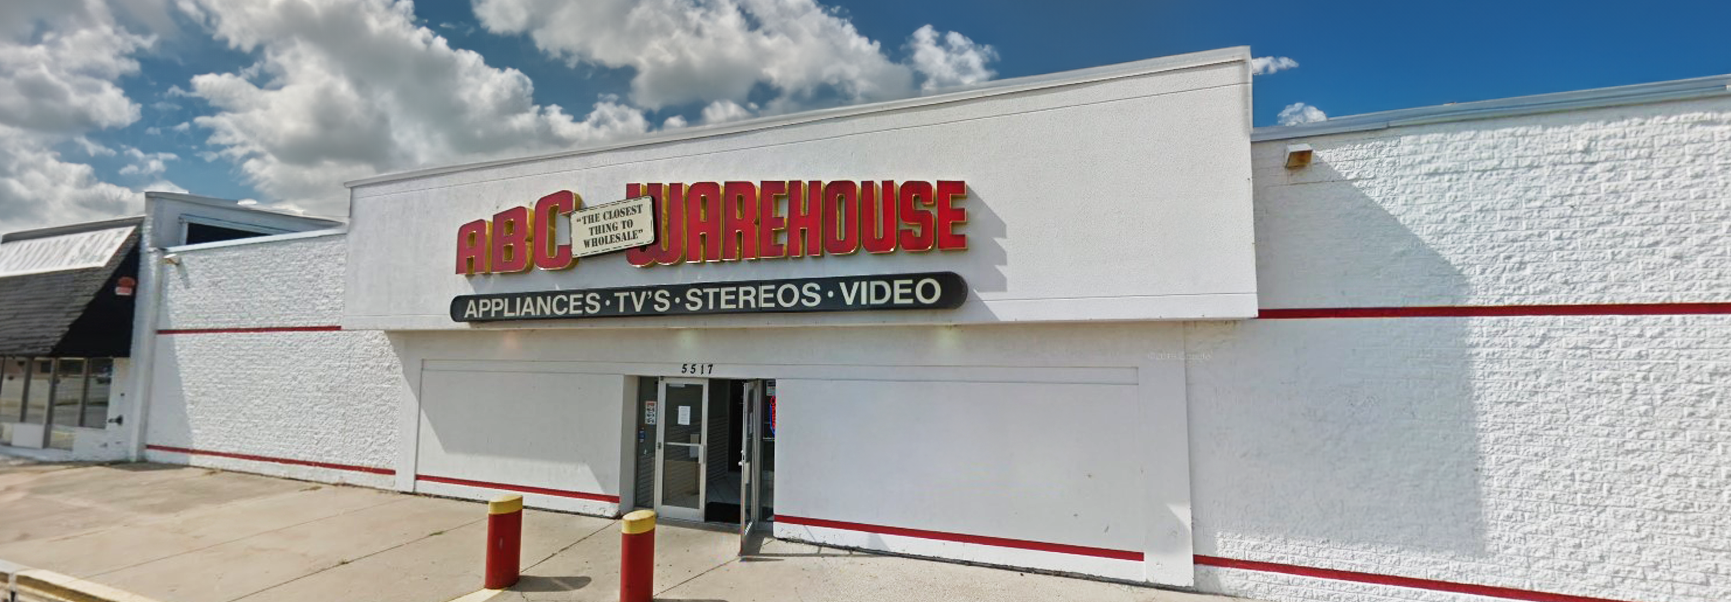 ABC WAREHOUSE
"THE CLOSEST
THING TO
WHOLESALE"
APPLIANCES · TV'S · STEREOS · VIDEO
5517